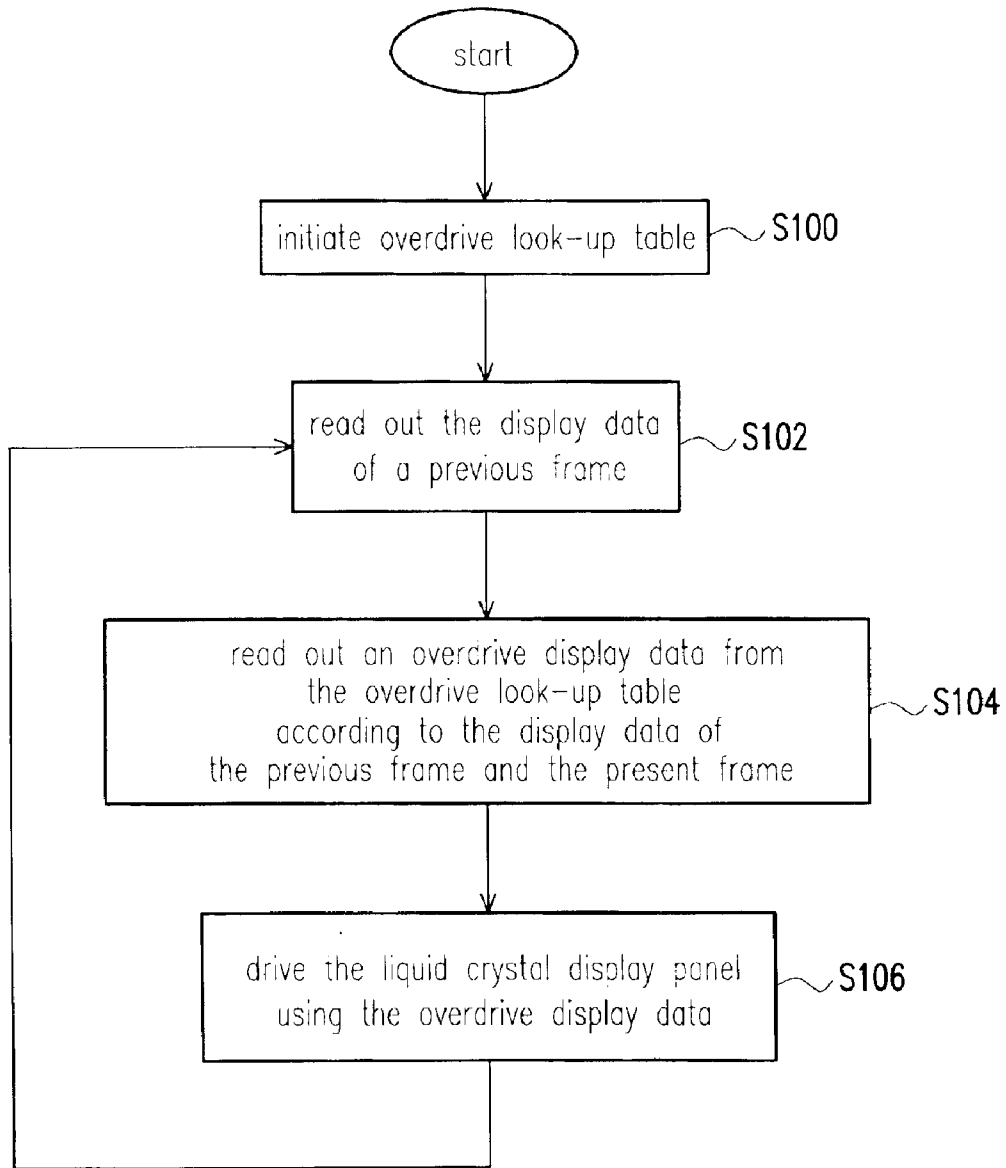 start
initiate overdrive look-up table
S100
read out the display data
of a previous frame
S102
read out an overdrive display data from
the overdrive look-up table
according to the display data of
the previous frame and the present frame
S104
drive the liquid crystal display panel
using the overdrive display data
S106